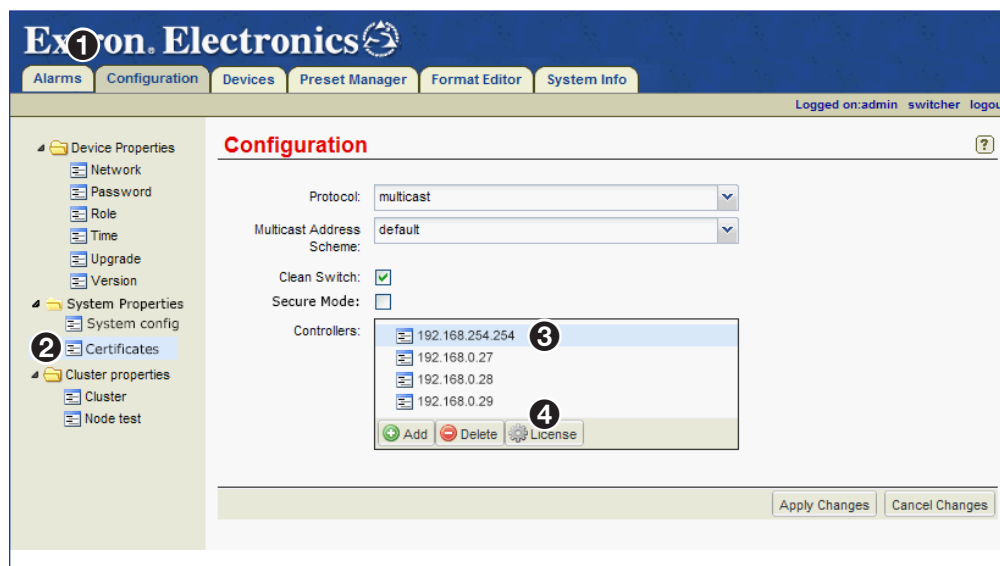 Extron. Electronics
1
Alarms Configuration Devices Preset Manager Format Editor System Info
Logged on:admin switcher logou
Device Properties
Network
Password
Role
Time
Upgrade
Version
System Properties
System config
2 Certificates
Cluster properties
Cluster
Node test
Configuration
?
Protocol: multicast
Multicast Address Scheme: default
Clean Switch:
Secure Mode:
Controllers:
192.168.254.254 3
192.168.0.27
192.168.0.28
192.168.0.29
4
Add Delete License
Apply Changes Cancel Changes